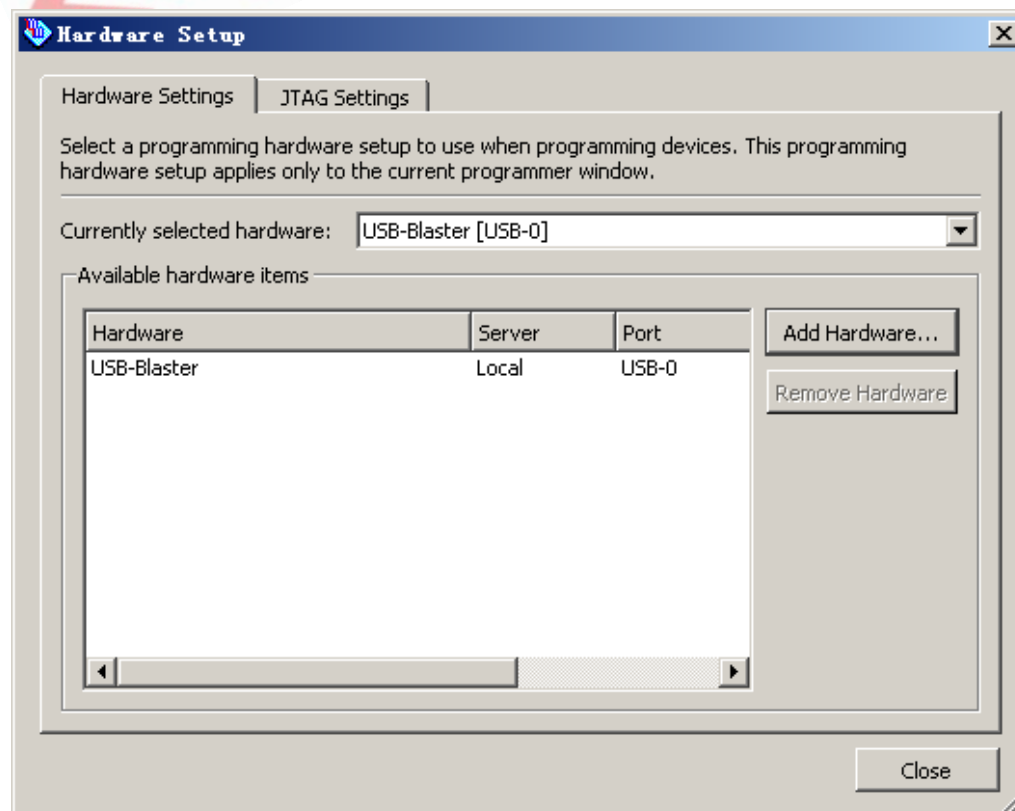 Hardware Setup
Hardware Settings
JTAG Settings
Select a programming hardware setup to use when programming devices. This programming
hardware setup applies only to the current programmer window.
Currently selected hardware:
USB-Blaster [USB-0]
Available hardware items
Hardware Server Port
USB-Blaster Local USB-0
Add Hardware...
Remove Hardware
Close